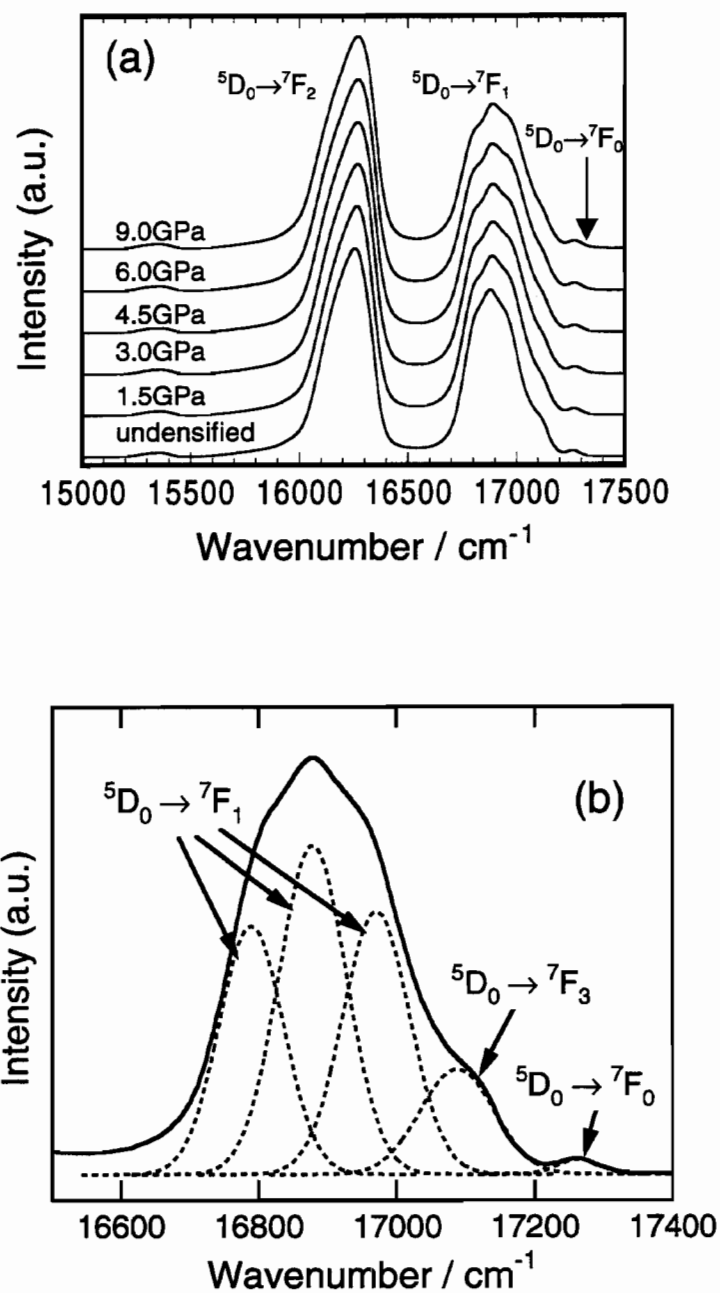 (a)
⁵D₀→⁷F₂
⁵D₀→⁷F₁
⁵D₀→⁷F₀
Intensity (a.u.)
9.0GPa
6.0GPa
4.5GPa
3.0GPa
1.5GPa
undensified
15000 15500 16000 16500 17000 17500
Wavenumber / cm⁻¹
(b)
⁵D₀→⁷F₁
⁵D₀→⁷F₃
⁵D₀→⁷F₀
Intensity (a.u.)
16600 16800 17000 17200 17400
Wavenumber / cm⁻¹